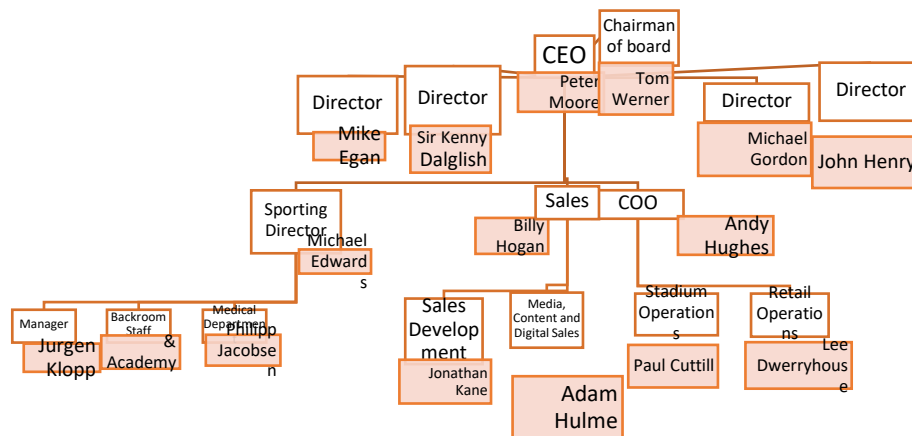 Chairman
of board
CEO
Peter
Moore
Tom
Werner
Director
Mike
Egan
Director
Sir Kenny
Dalglish
Director
Michael
Gordon
Director
John Henry
Sporting
Director
Michael
Edward
s
Sales
Billy
Hogan
COO
Andy
Hughes
Manager
Jurgen
Klopp
Backroom
Staff
&
Academy
Medical
Departmen
Philipp
Jacobse
n
Sales
Develop
ment
Jonathan
Kane
Media,
Content and
Digital Sales
Adam
Hulme
Stadium
Operation
s
Paul Cuttill
Retail
Operatio
ns
Lee
Dwerryhous
e